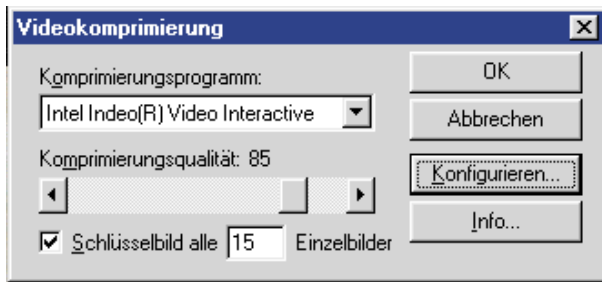 Videokomprimierung
Komprimierungsprogramm:
Intel Indeo(R) Video Interactive
Komprimierungsqualität: 85
Schlüsselbild alle 15 Einzelbilder
OK
Abbrechen
Konfigurieren...
Info...